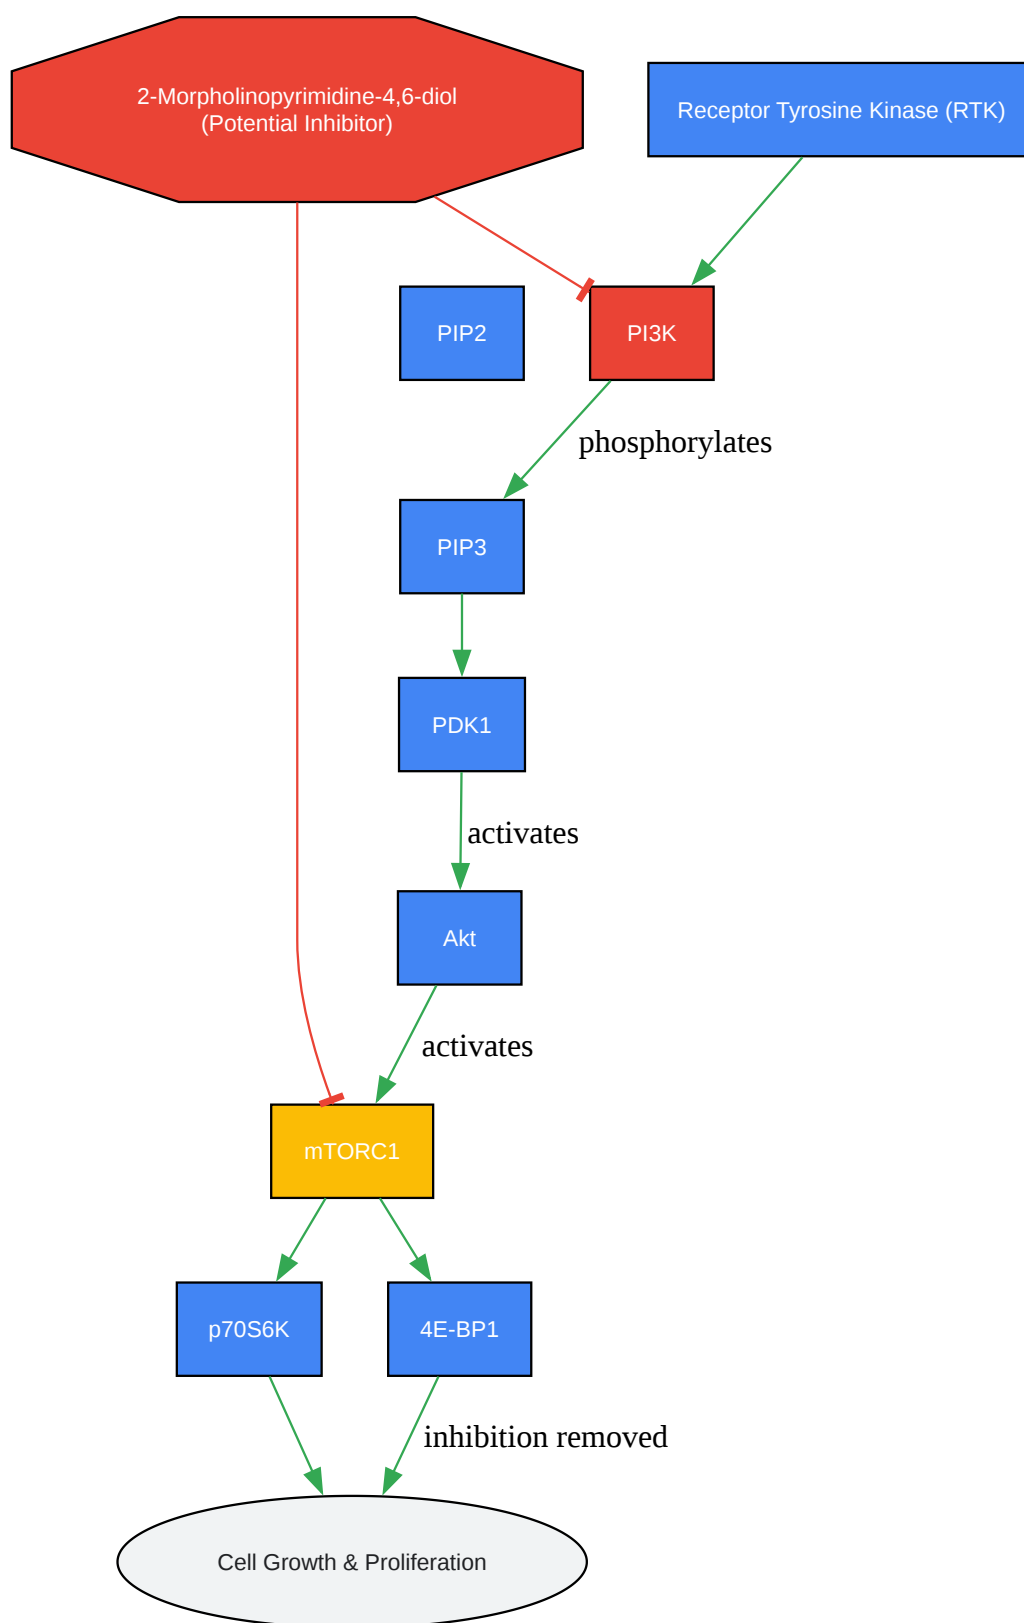 2-Morpholinopyrimidine-4,6-diol
(Potential Inhibitor)
Receptor Tyrosine Kinase (RTK)
PIP2
PI3K
phosphorylates
PIP3
PDK1
activates
Akt
activates
mTORC1
p70S6K
4E-BP1
inhibition removed
Cell Growth & Proliferation